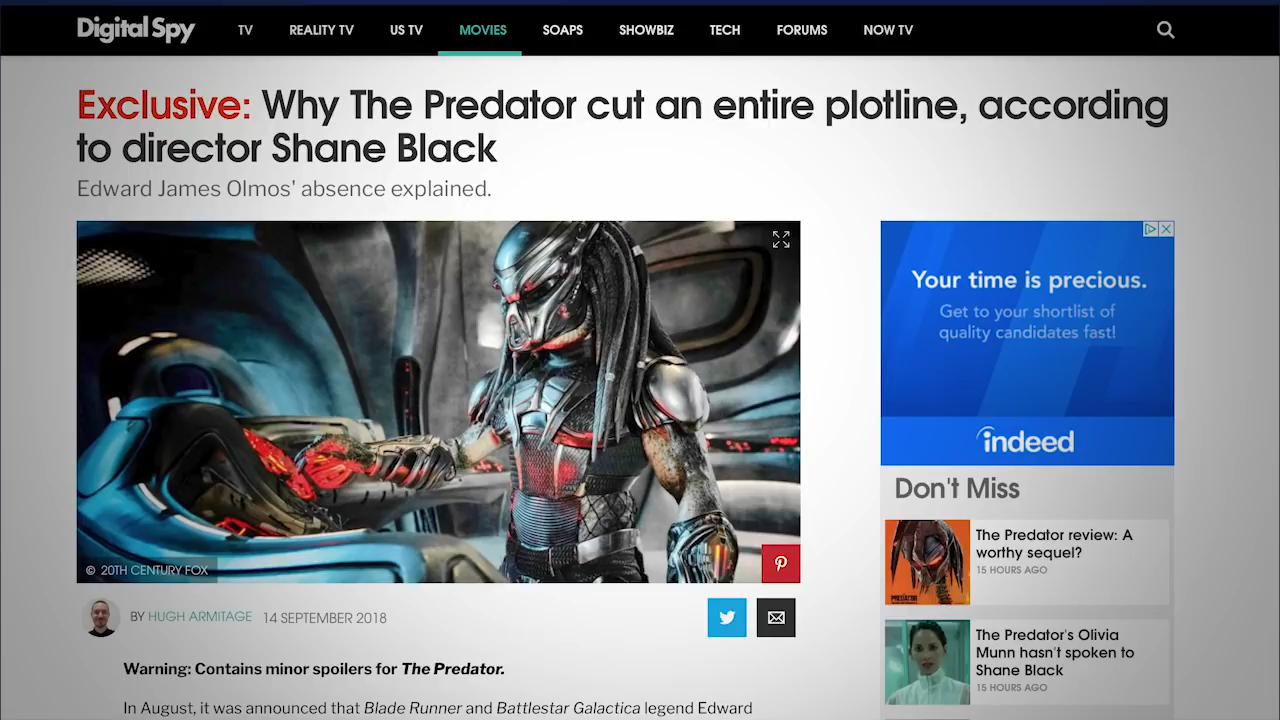 Digital Spy
TV
REALITY TV
US TV
MOVIES
SOAPS
SHOWBIZ
TECH
FORUMS
NOW TV
Exclusive: Why The Predator cut an entire plotline, according
to director Shane Black
Edward James Olmos' absence explained.
© 20TH CENTURY FOX
BY HUGH ARMITAGE 14 SEPTEMBER 2018
Warning: Contains minor spoilers for The Predator.
In August, it was announced that Blade Runner and Battlestar Galactica legend Edward
Your time is precious.
Get to your shortlist of
quality candidates fast!
indeed
Don't Miss
PREDATOR
The Predator review: A
worthy sequel?
15 HOURS AGO
The Predator's Olivia
Munn hasn't spoken to
Shane Black
15 HOURS AGO